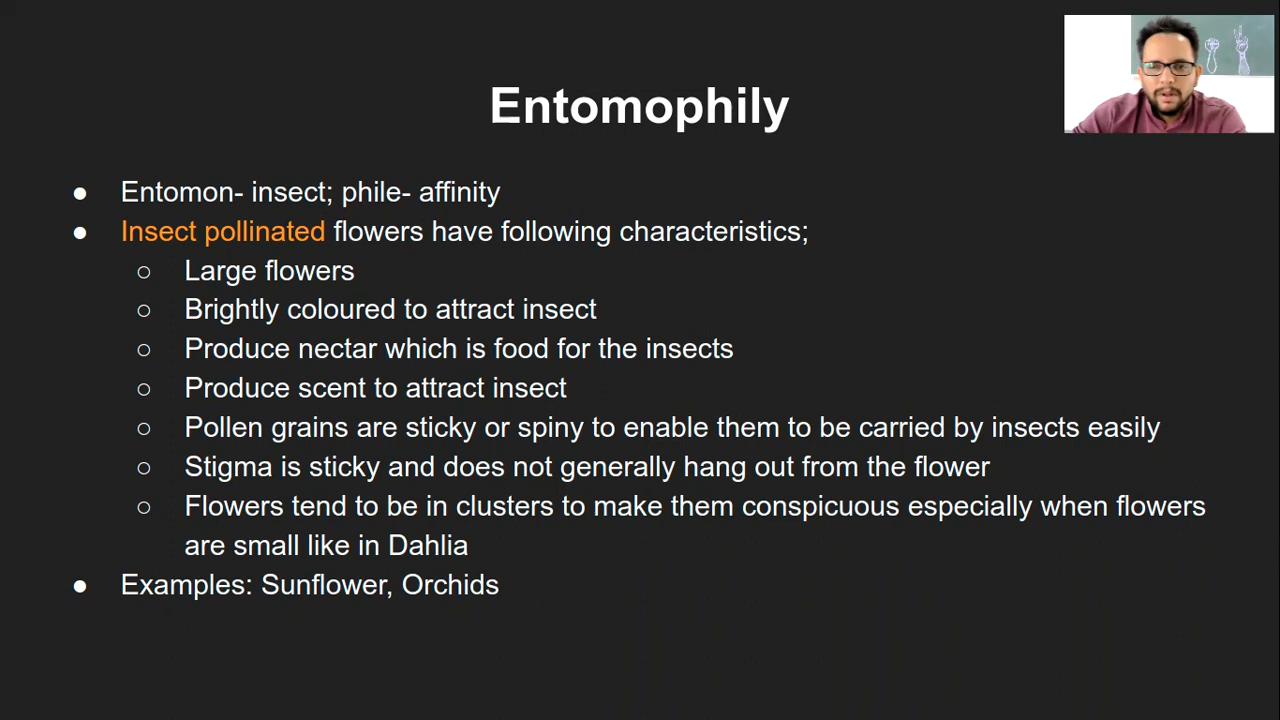 Entomophily
● Entomon- insect; phile- affinity
● Insect pollinated flowers have following characteristics;
○ Large flowers
○ Brightly coloured to attract insect
○ Produce nectar which is food for the insects
○ Produce scent to attract insect
○ Pollen grains are sticky or spiny to enable them to be carried by insects easily
○ Stigma is sticky and does not generally hang out from the flower
○ Flowers tend to be in clusters to make them conspicuous especially when flowers
are small like in Dahlia
● Examples: Sunflower, Orchids